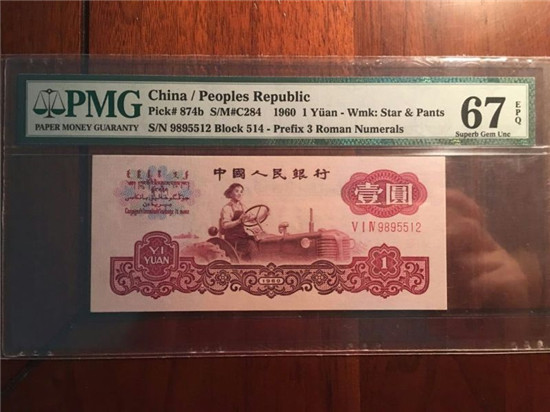 PMG
PAPER MONEY GUARANTY
China / Peoples Republic
Pick# 874b S/M#C284 1960 1 Yüan - Wmk: Star & Pants
S/N 9895512 Block 514 - Prefix 3 Roman Numerals
67 EPQ
Superb Gem Unc
中国人民银行
壹圓
V I IV 9895512
YI
YUAN
1
1960